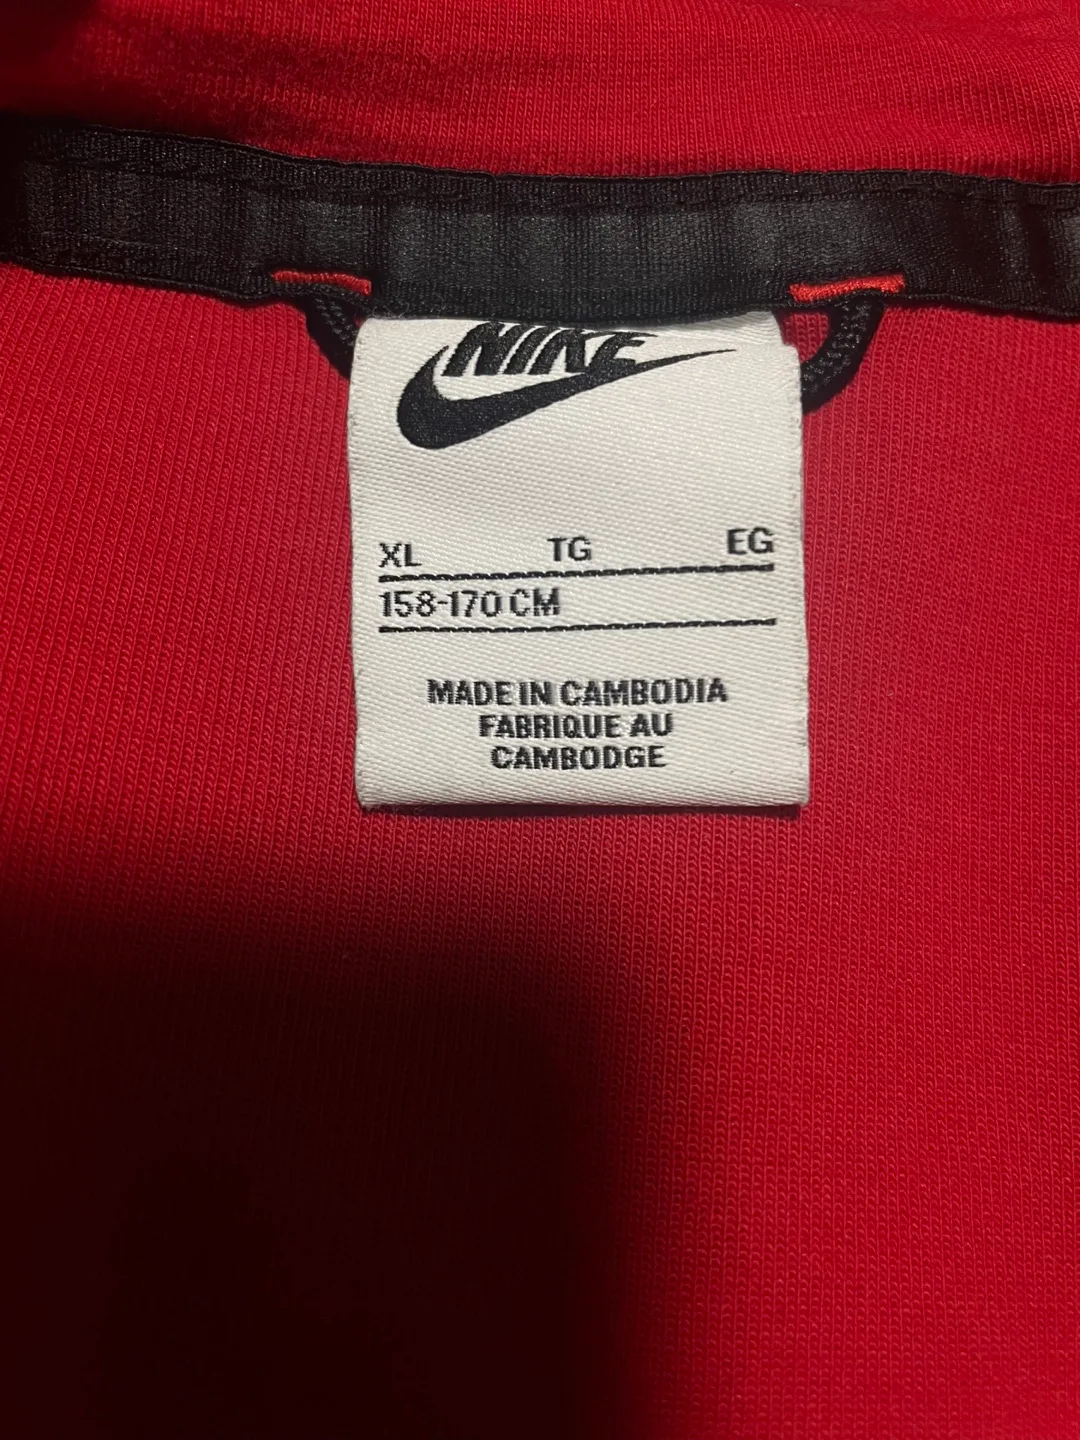 NIKE
XL TG EG
158-170 CM
MADE IN CAMBODIA
FABRIQUE AU
CAMBODGE